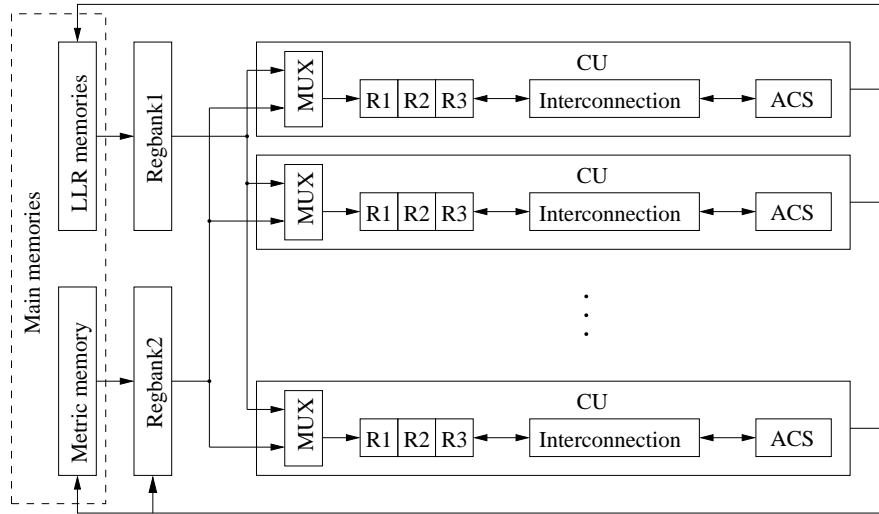 Main memories
LLR memories
Regbank1
Metric memory
Regbank2
CU
MUX
R1 R2 R3
Interconnection
ACS
CU
MUX
R1 R2 R3
Interconnection
ACS
CU
MUX
R1 R2 R3
Interconnection
ACS